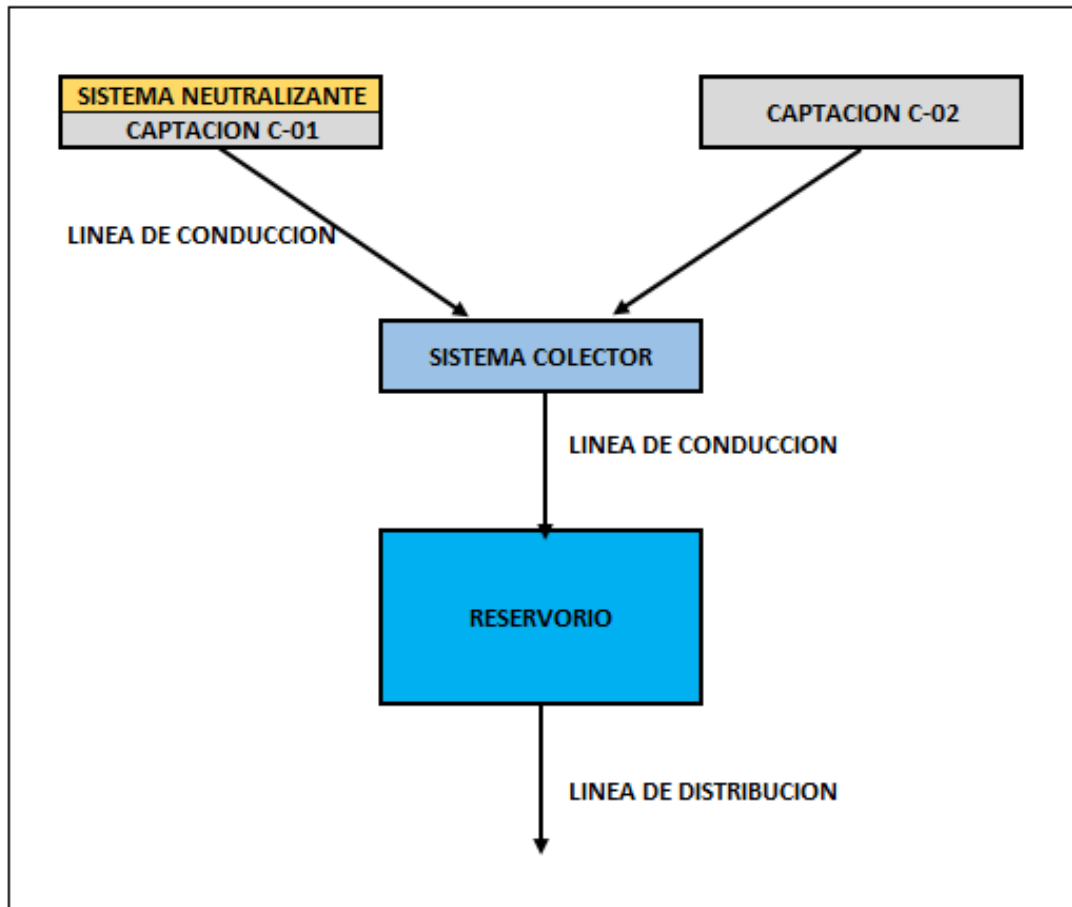 SISTEMA NEUTRALIZANTE
CAPTACION C-01
CAPTACION C-02
LINEA DE CONDUCCION
SISTEMA COLECTOR
LINEA DE CONDUCCION
RESERVORIO
LINEA DE DISTRIBUCION